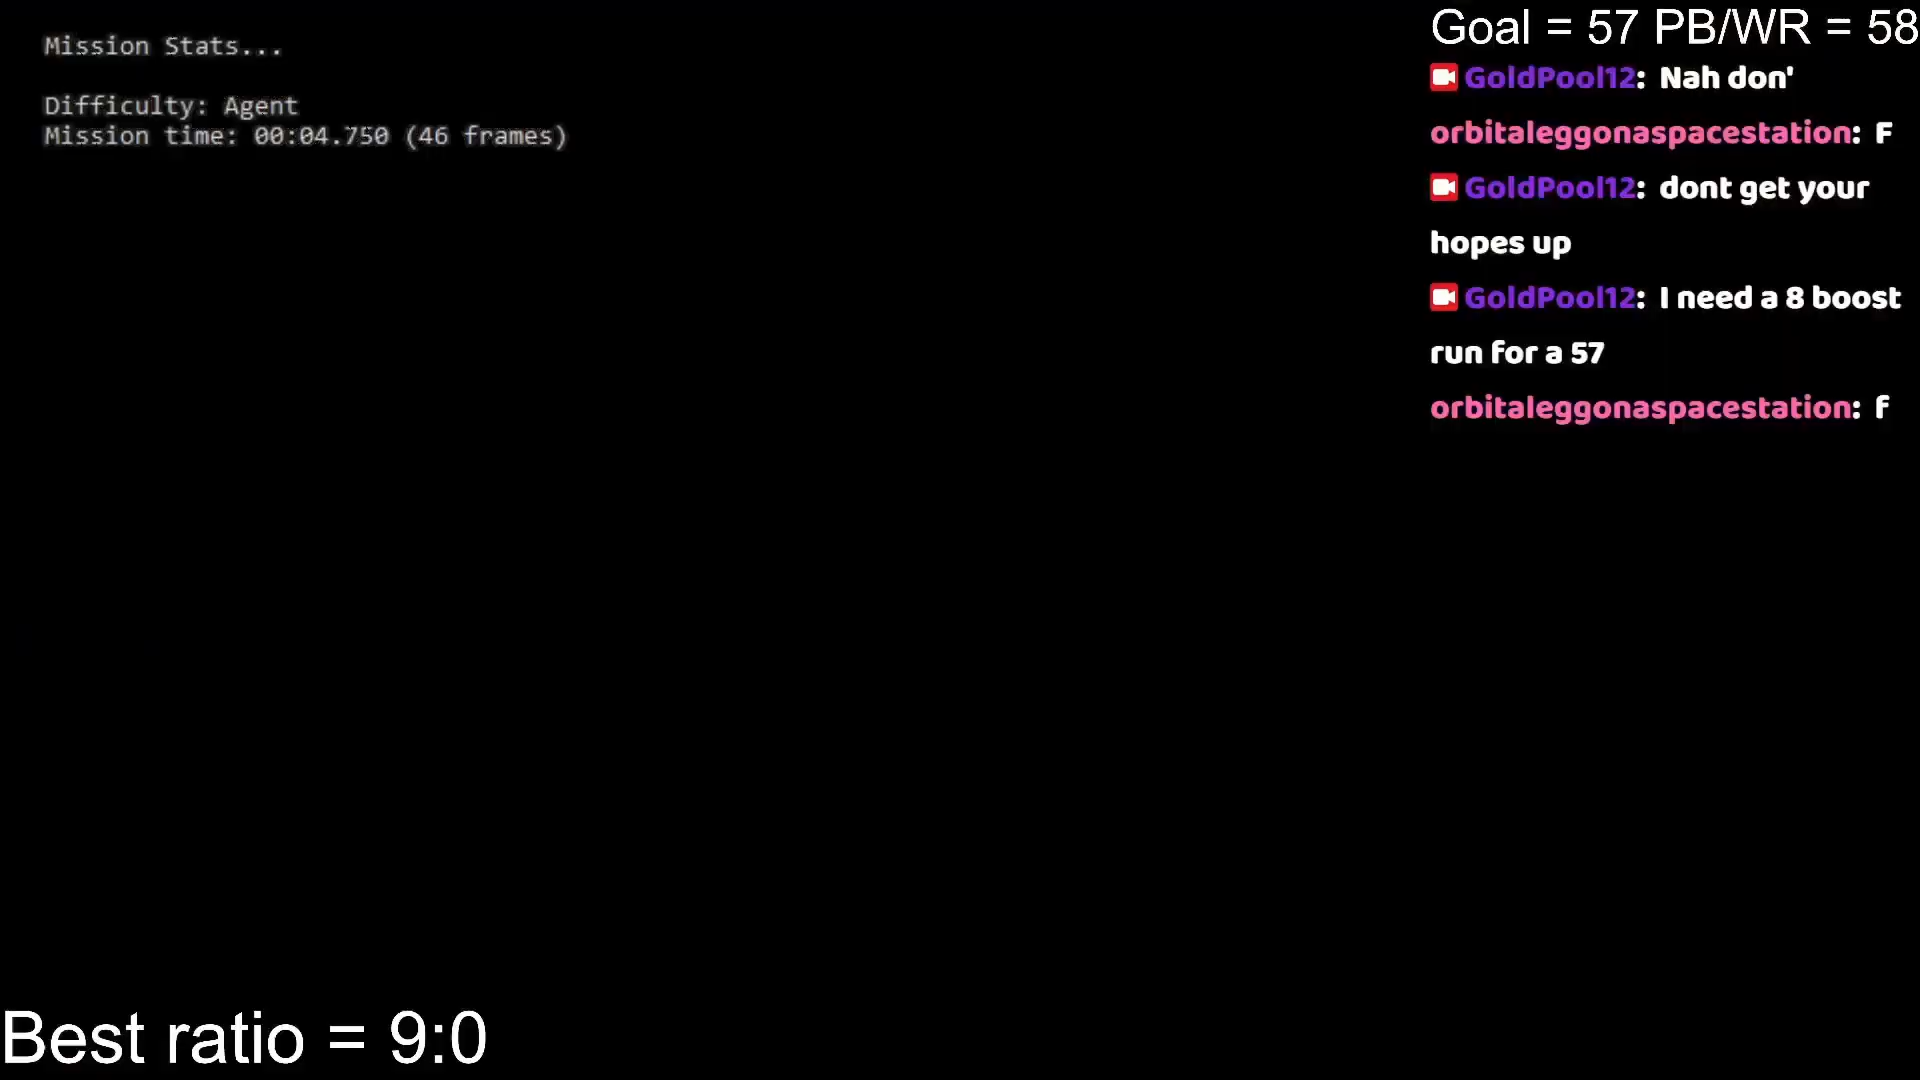 Mission Stats...
Difficulty: Agent
Mission time: 00:04.750 (46 frames)
Goal = 57 PB/WR = 58
GoldPool12: Nah don'
orbitaleggonaspacestation: F
GoldPool12: dont get your
hopes up
GoldPool12: I need a 8 boost
run for a 57
orbitaleggonaspacestation: f
Best ratio = 9:0